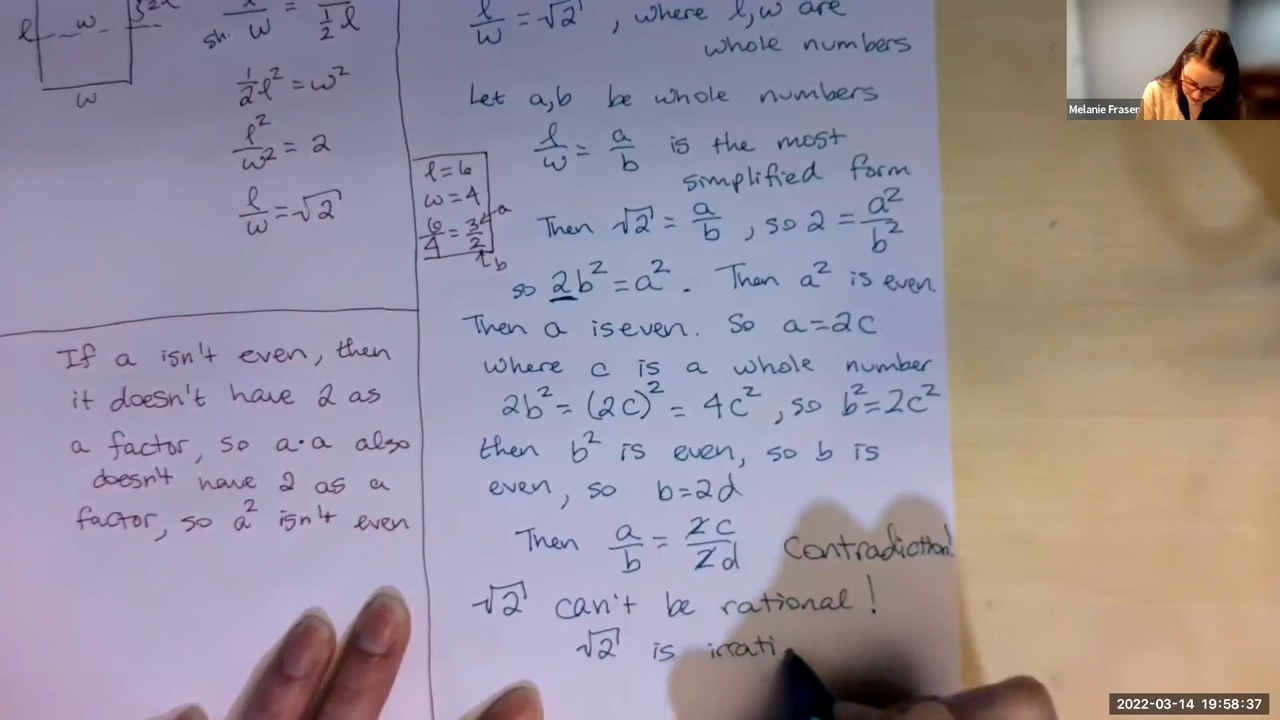 l w
w
sh. w = ½ l
½ l² = w²
l²/w² = 2
l/w = √2
If a isn't even, then
it doesn't have 2 as
a factor, so a·a also
doesn't have 2 as a
factor, so a² isn't even
l/w = √2 , where l,w are
whole numbers
Let a,b be whole numbers
l/w = a/b is the most
simplified form
l=6
w=4
6/4 = 3/2 ← a
↑ b
Then √2 = a/b , so 2 = a²/b²
so 2b² = a² . Then a² is even.
Then a is even. So a=2c
where c is a whole number
2b² = (2c)² = 4c² , so b²=2c²
then b² is even, so b is
even, so b=2d
Then a/b = 2c/2d Contradiction!
√2 can't be rational!
√2 is irrati
Melanie Fraser
2022-03-14 19:58:37